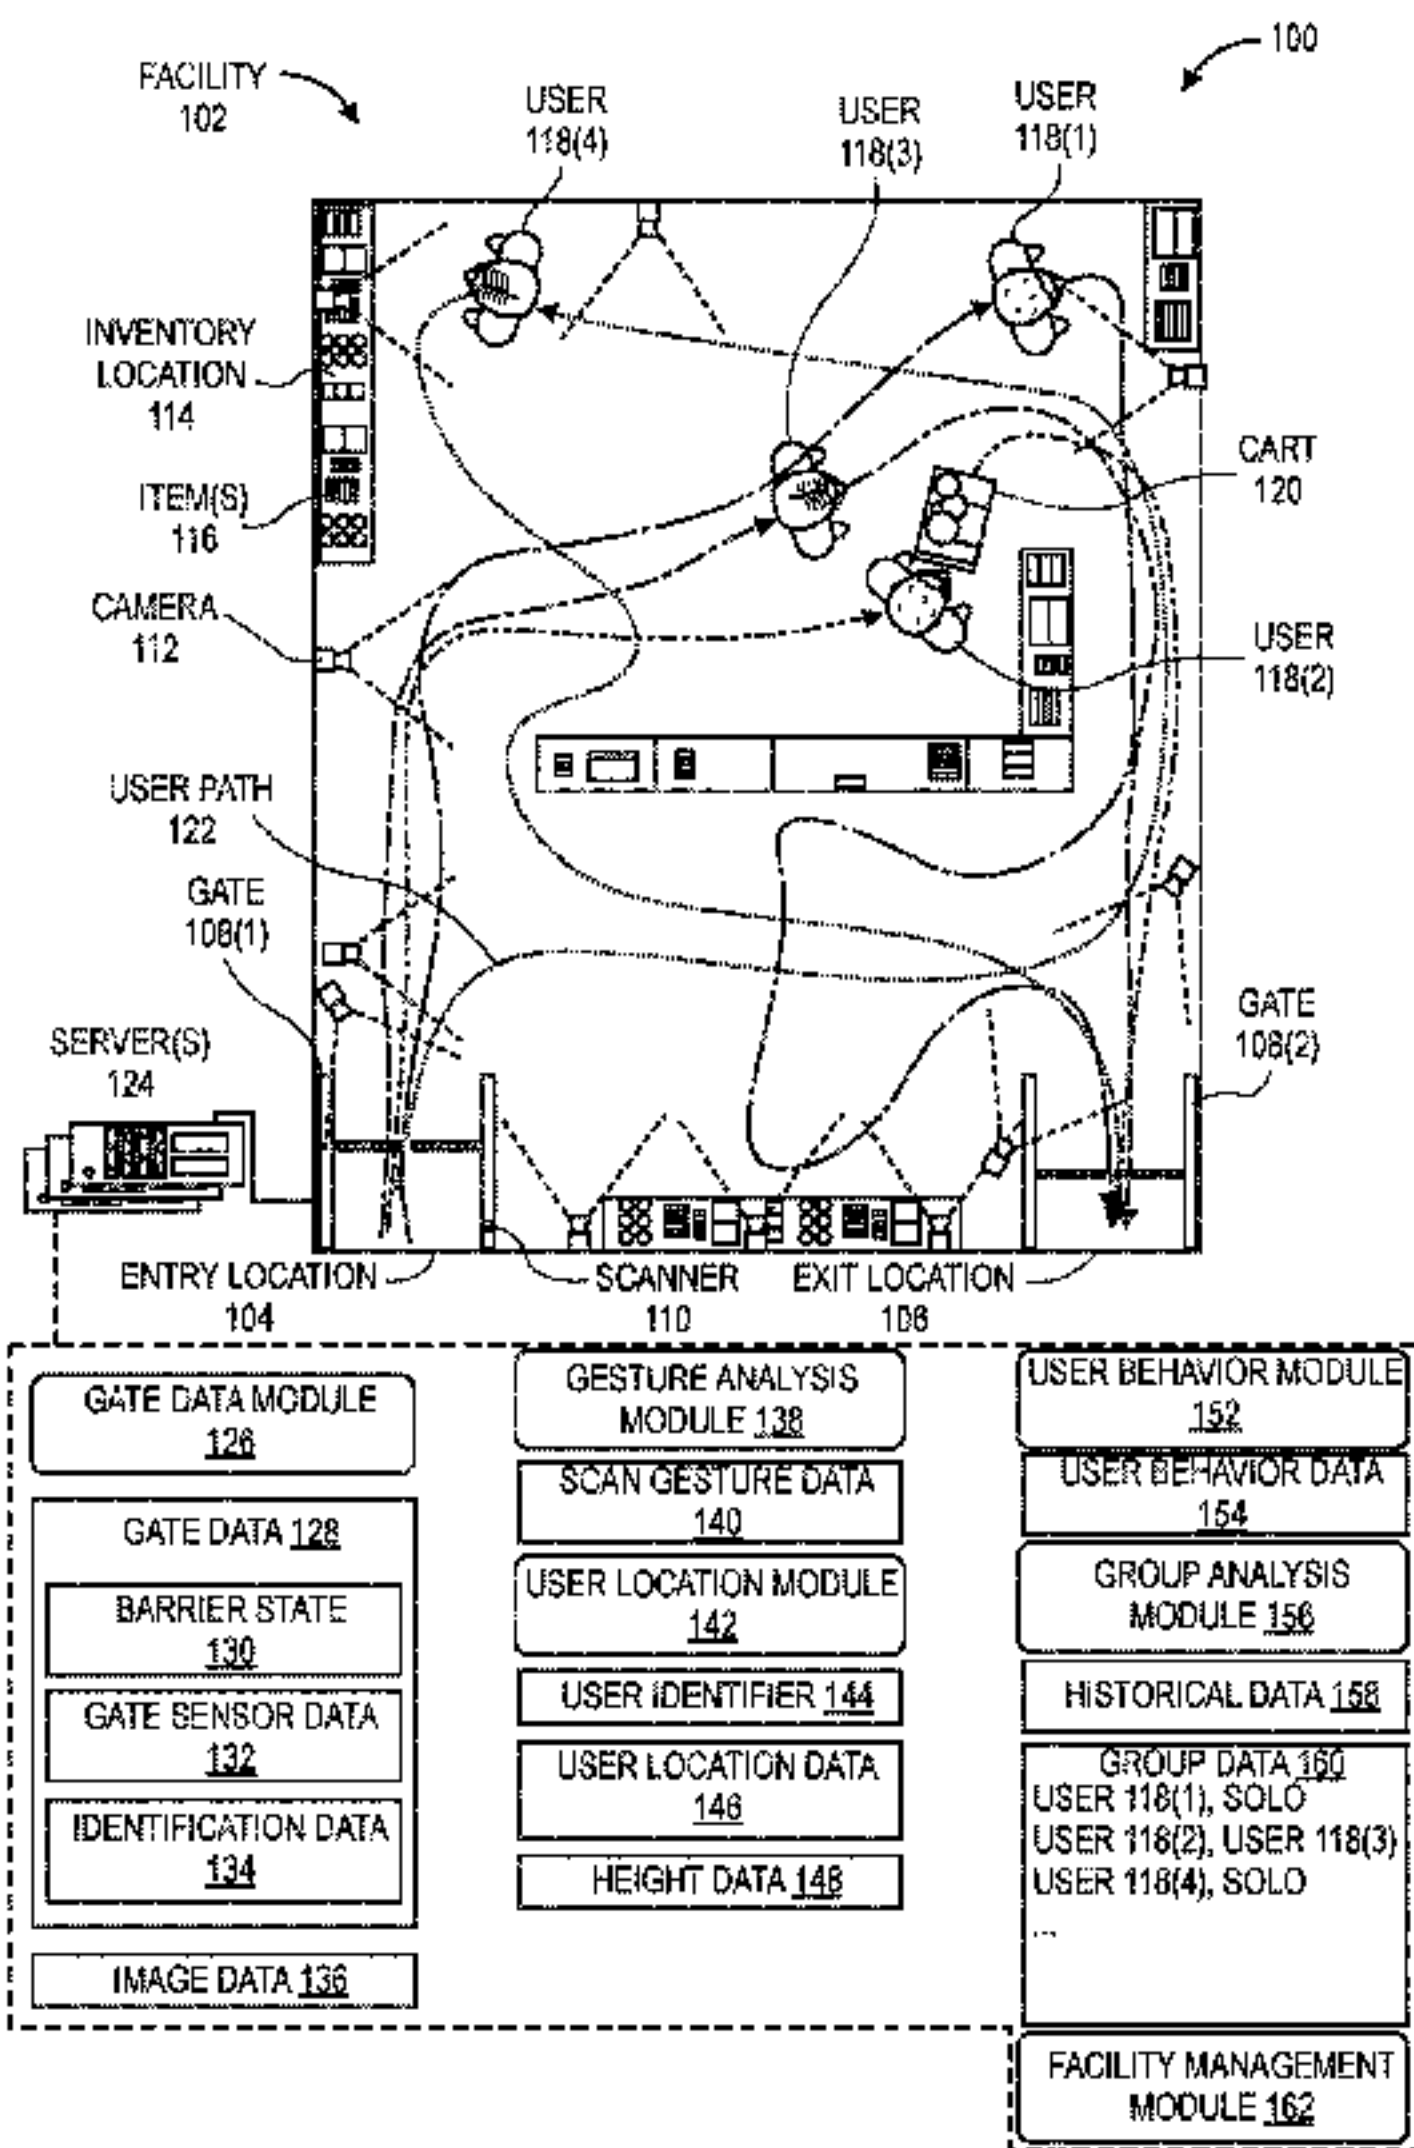 100
FACILITY
102
USER
118(4)
USER
118(3)
USER
118(1)
INVENTORY
LOCATION
114
ITEM(S)
116
CART
120
CAMERA
112
USER
118(2)
USER PATH
122
GATE
108(1)
GATE
108(2)
SERVER(S)
124
ENTRY LOCATION
104
SCANNER
110
EXIT LOCATION
106
GATE DATA MODULE
126
GATE DATA 128
BARRIER STATE
130
GATE SENSOR DATA
132
IDENTIFICATION DATA
134
IMAGE DATA 136
GESTURE ANALYSIS
MODULE 138
SCAN GESTURE DATA
140
USER LOCATION MODULE
142
USER IDENTIFIER 144
USER LOCATION DATA
146
HEIGHT DATA 148
USER BEHAVIOR MODULE
152
USER BEHAVIOR DATA
154
GROUP ANALYSIS
MODULE 156
HISTORICAL DATA 158
GROUP DATA 160
USER 118(1), SOLO
USER 118(2), USER 118(3)
USER 118(4), SOLO
...
FACILITY MANAGEMENT
MODULE 162